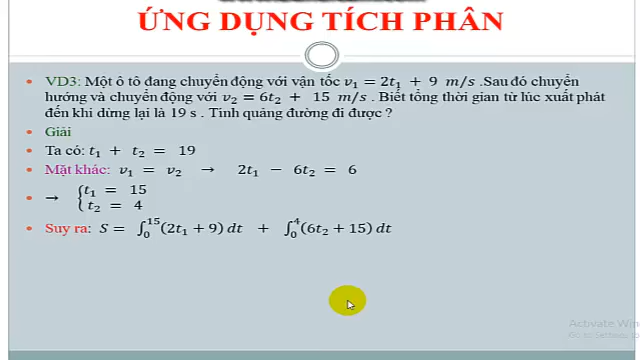 ỨNG DỤNG TÍCH PHÂN
VD3: Một ô tô đang chuyển động với vận tốc v₁ = 2t₁ + 9 m/s .Sau đó chuyển
hướng và chuyển động với v₂ = 6t₂ + 15 m/s . Biết tổng thời gian từ lúc xuất phát
đến khi dừng lại là 19 s . Tính quảng đường đi được ?
Giải
Ta có: t₁ + t₂ = 19
Mặt khác: v₁ = v₂ → 2t₁ − 6t₂ = 6
→ {t₁ = 15
t₂ = 4
Suy ra: S = ∫₀¹⁵(2t₁ + 9) dt + ∫₀⁴(6t₂ + 15) dt
Activate Win